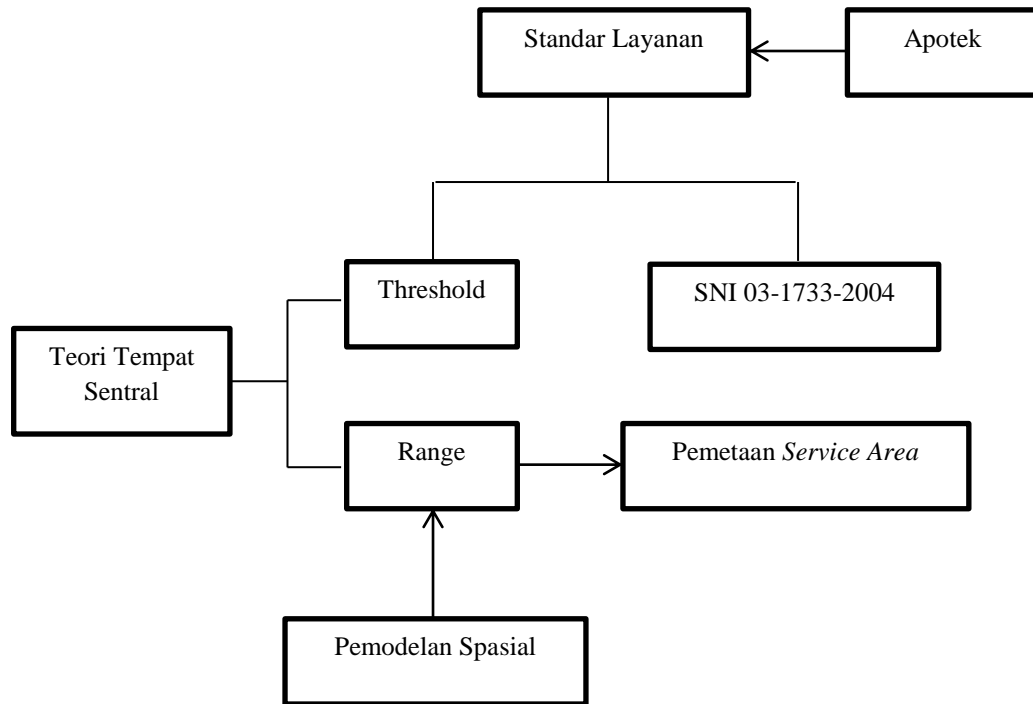 Standar Layanan
Apotek
Threshold
SNI 03-1733-2004
Teori Tempat
Sentral
Range
Pemetaan Service Area
Pemodelan Spasial